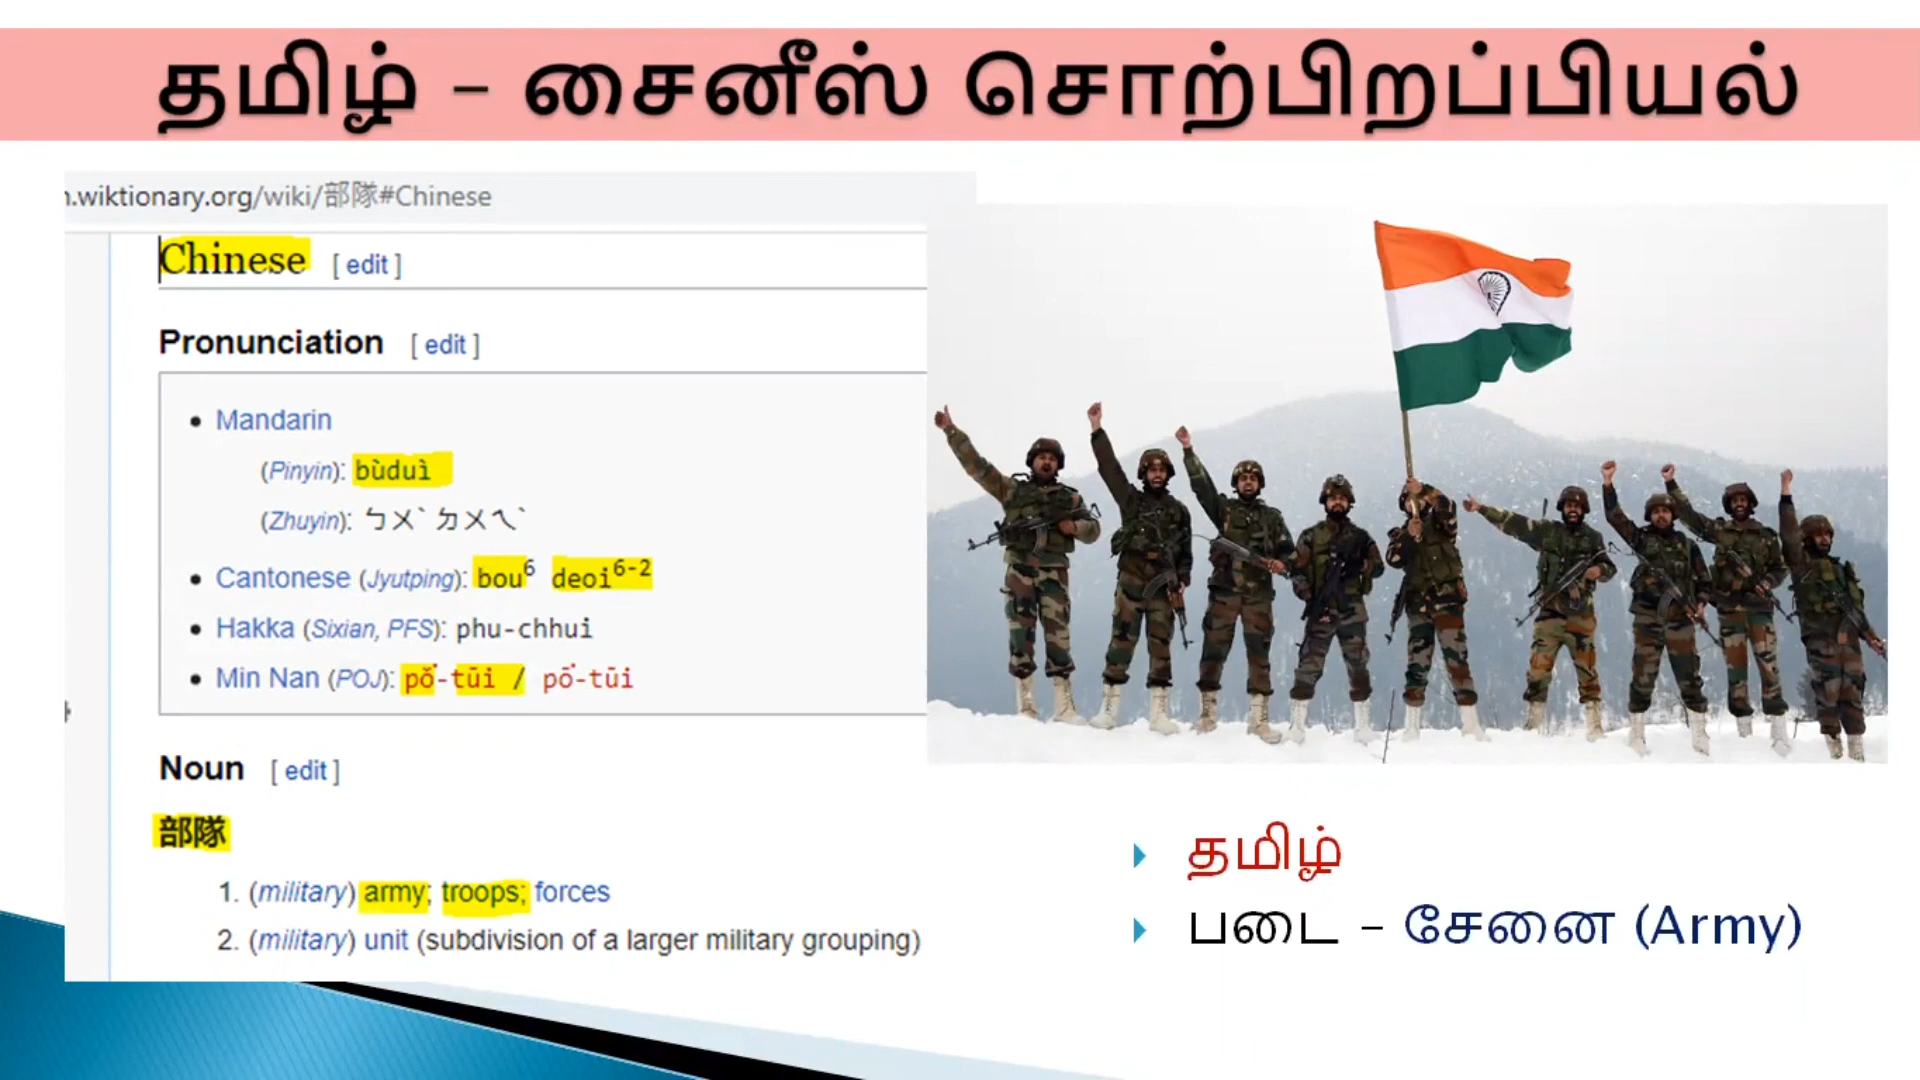 தமிழ் – சைனீஸ் சொற்பிறப்பியல்
n.wiktionary.org/wiki/部隊#Chinese
Chinese [ edit ]
Pronunciation [ edit ]
• Mandarin
(Pinyin): bùduì
(Zhuyin): ㄅㄨˋ ㄉㄨㄟˋ
• Cantonese (Jyutping): bou⁶ deoi⁶⁻²
• Hakka (Sixian, PFS): phu-chhui
• Min Nan (POJ): pǒ͘-tūi / pō͘-tūi
Noun [ edit ]
部隊
1. (military) army; troops; forces
2. (military) unit (subdivision of a larger military grouping)
தமிழ்
படை – சேனை (Army)